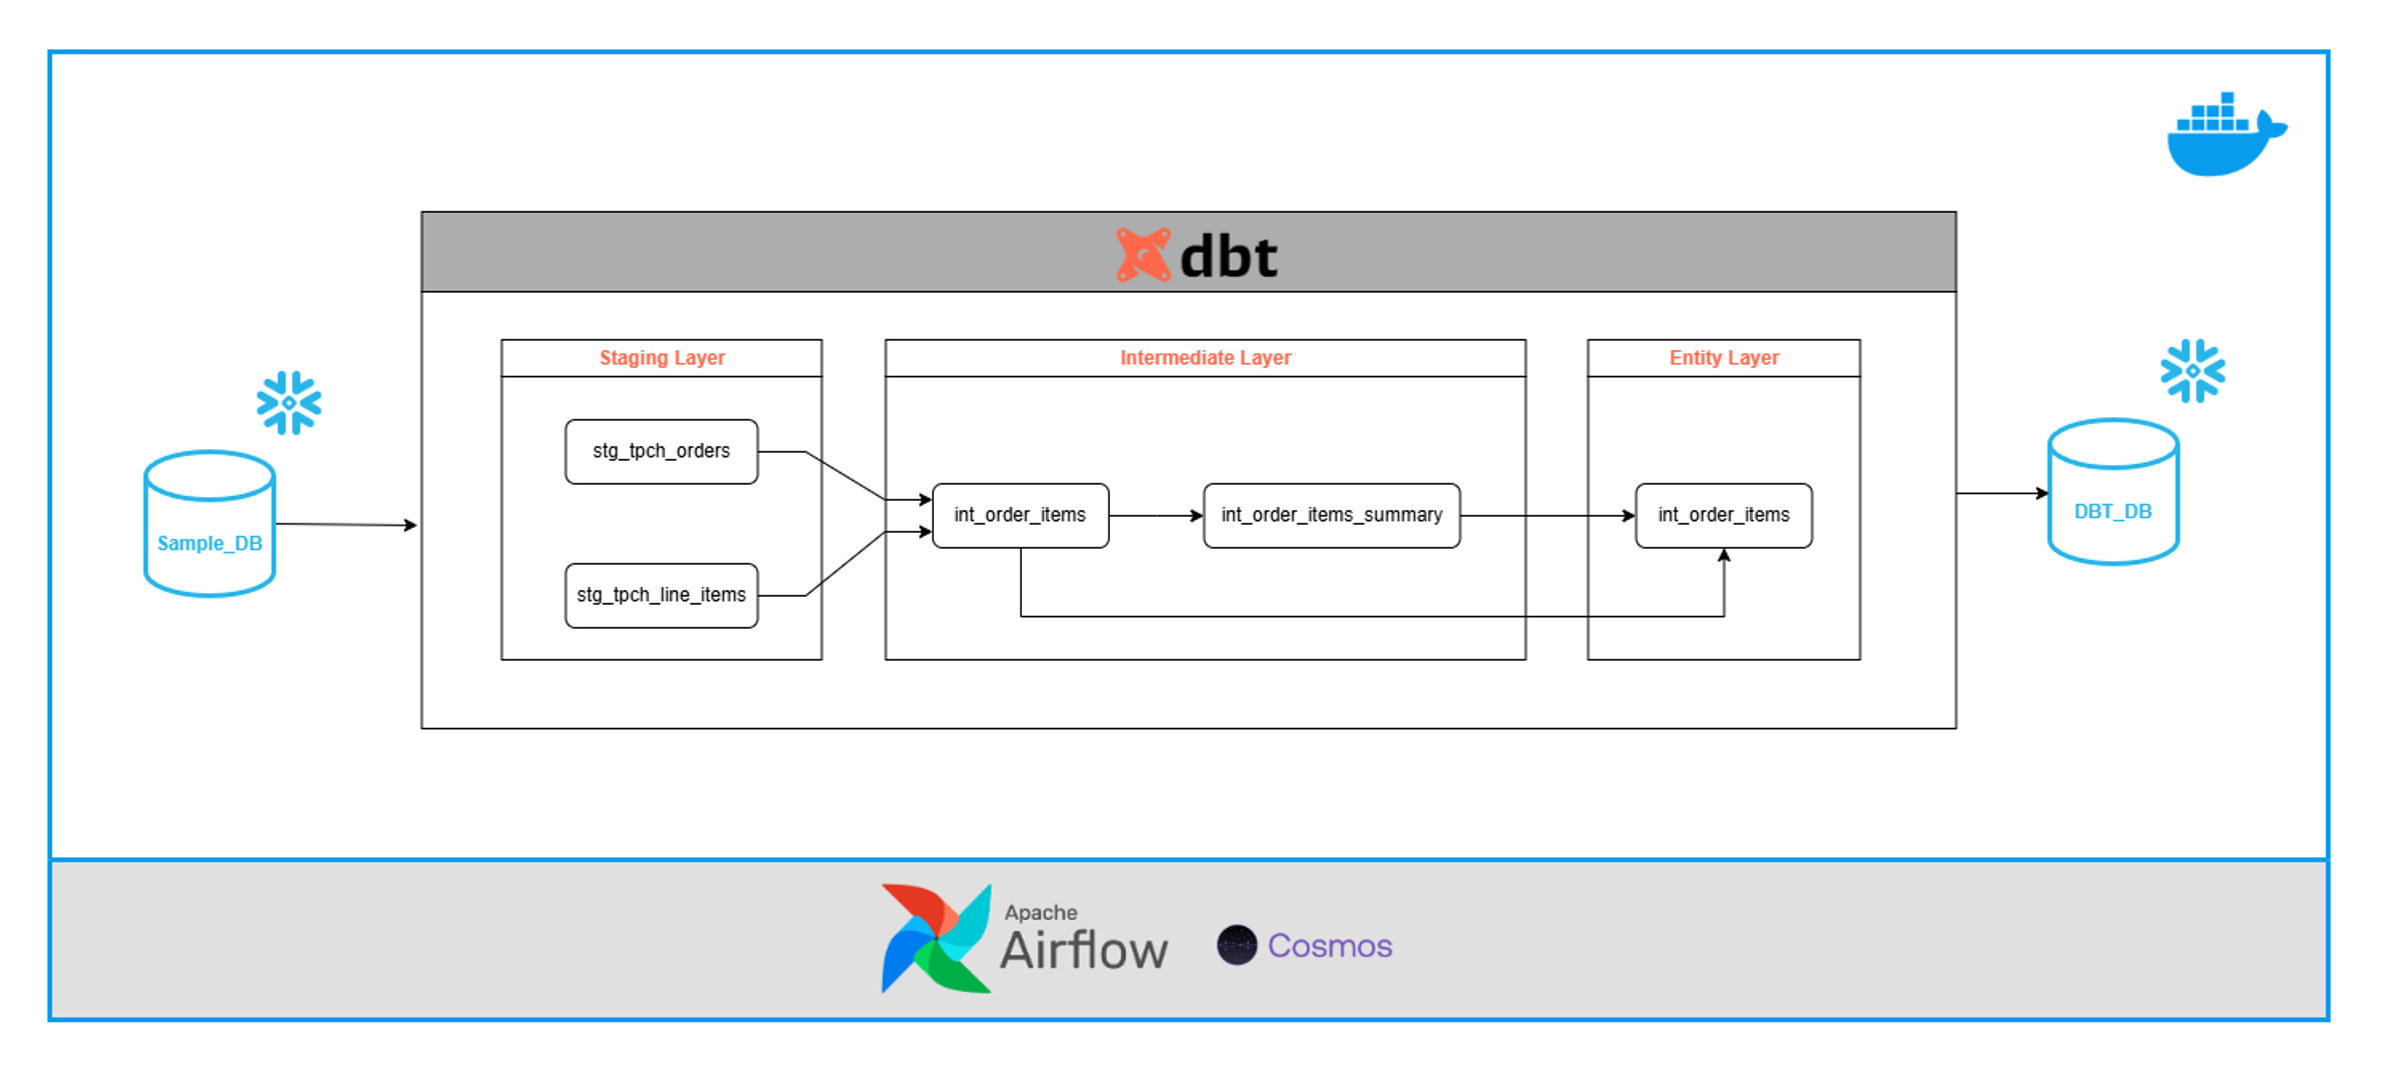 dbt
Staging Layer
Intermediate Layer
Entity Layer
stg_tpch_orders
stg_tpch_line_items
int_order_items
int_order_items_summary
int_order_items
Sample_DB
DBT_DB
Apache
Airflow
Cosmos